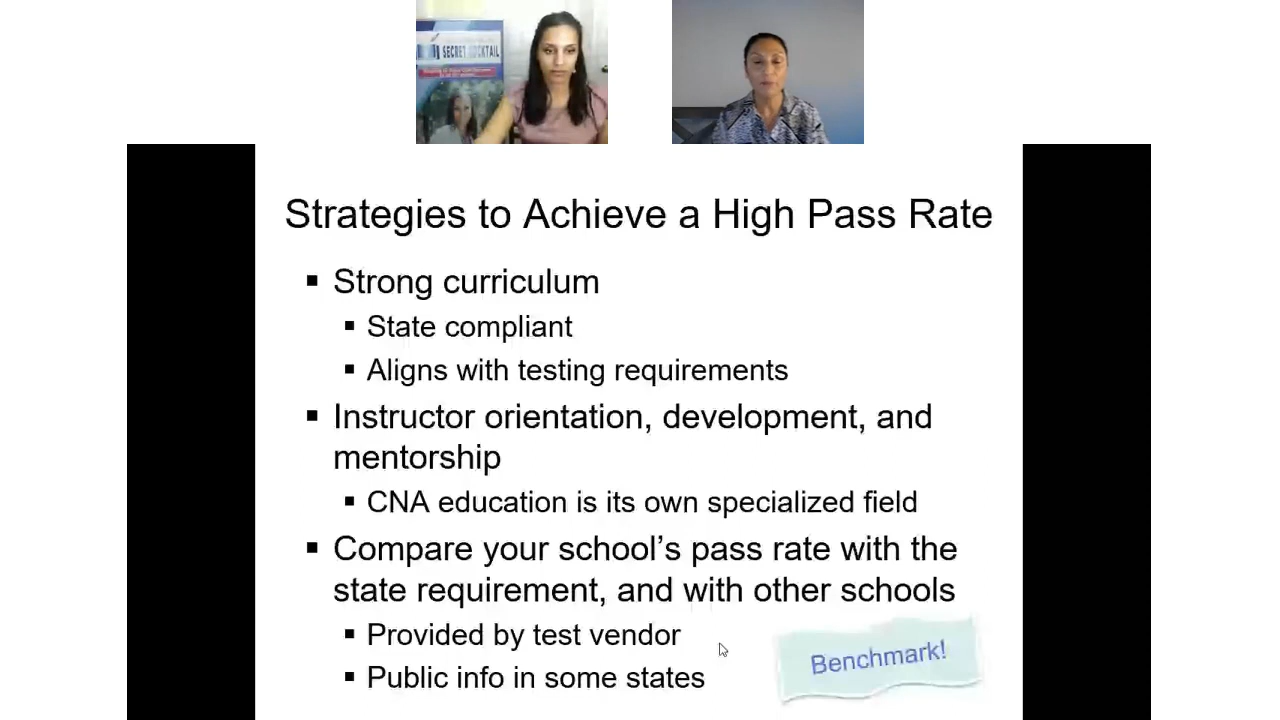 SECRET COCKTAIL
Strategies to Achieve a High Pass Rate
▪ Strong curriculum
▪ State compliant
▪ Aligns with testing requirements
▪ Instructor orientation, development, and
mentorship
▪ CNA education is its own specialized field
▪ Compare your school’s pass rate with the
state requirement, and with other schools
▪ Provided by test vendor
▪ Public info in some states
Benchmark!